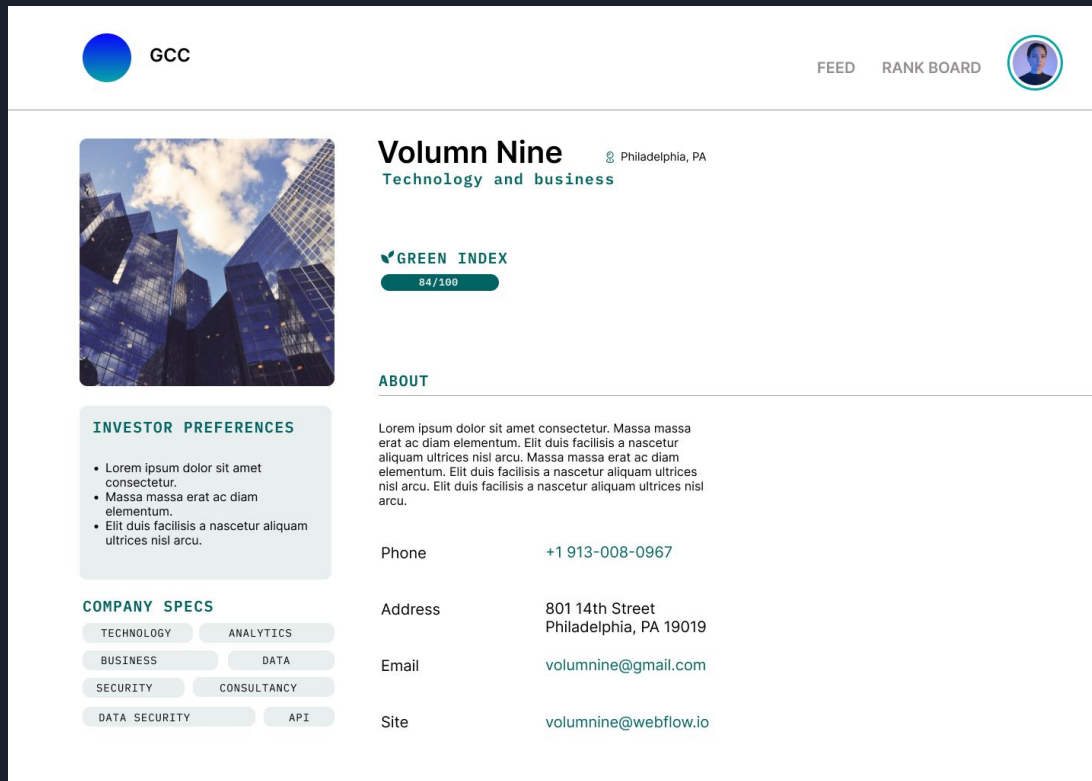 GCC
FEED
RANK BOARD
Volumn Nine
Philadelphia, PA
Technology and business
GREEN INDEX
84/100
ABOUT
Lorem ipsum dolor sit amet consectetur. Massa massa
erat ac diam elementum. Elit duis facilisis a nascetur
aliquam ultrices nisl arcu. Massa massa erat ac diam
elementum. Elit duis facilisis a nascetur aliquam ultrices
nisl arcu. Elit duis facilisis a nascetur aliquam ultrices nisl
arcu.
Phone
+1 913-008-0967
Address
801 14th Street
Philadelphia, PA 19019
Email
volumnine@gmail.com
Site
volumnine@webflow.io
INVESTOR PREFERENCES
• Lorem ipsum dolor sit amet
consectetur.
• Massa massa erat ac diam
elementum.
• Elit duis facilisis a nascetur aliquam
ultrices nisl arcu.
COMPANY SPECS
TECHNOLOGY
ANALYTICS
BUSINESS
DATA
SECURITY
CONSULTANCY
DATA SECURITY
API